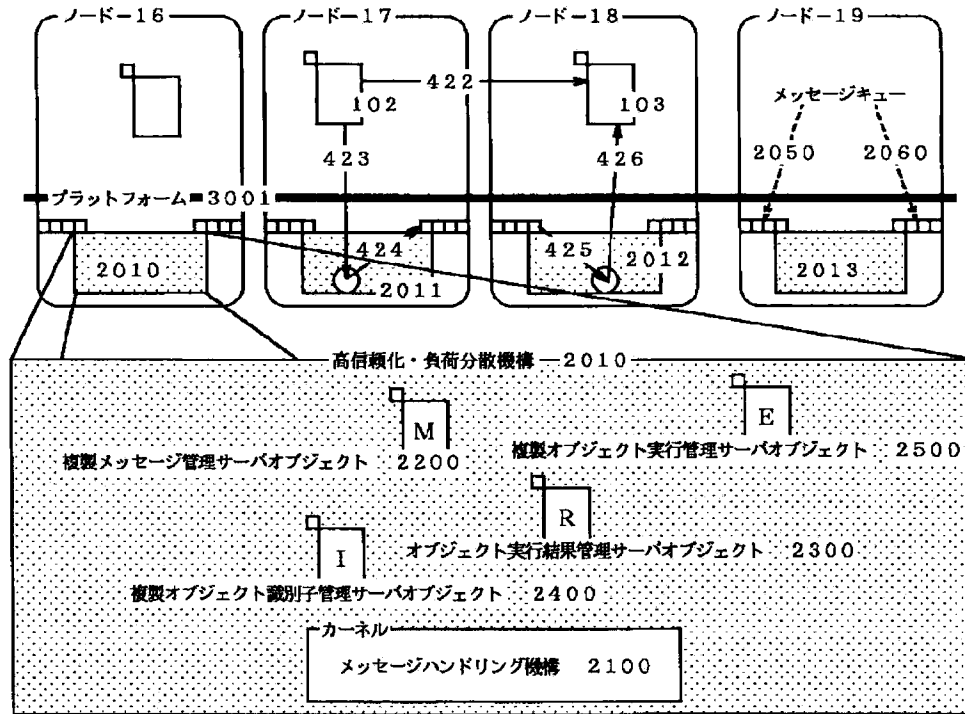 ノード-16
ノード-17
ノード-18
ノード-19
422
102
103
メッセージキュー
423
426
2050
2060
プラットフォーム 3001
424
425
2010
2011
2012
2013
高信頼化・負荷分散機構 2010
M
E
複製メッセージ管理サーバオブジェクト 2200
複製オブジェクト実行管理サーバオブジェクト 2500
R
I
オブジェクト実行結果管理サーバオブジェクト 2300
複製オブジェクト識別子管理サーバオブジェクト 2400
カーネル
メッセージハンドリング機構 2100